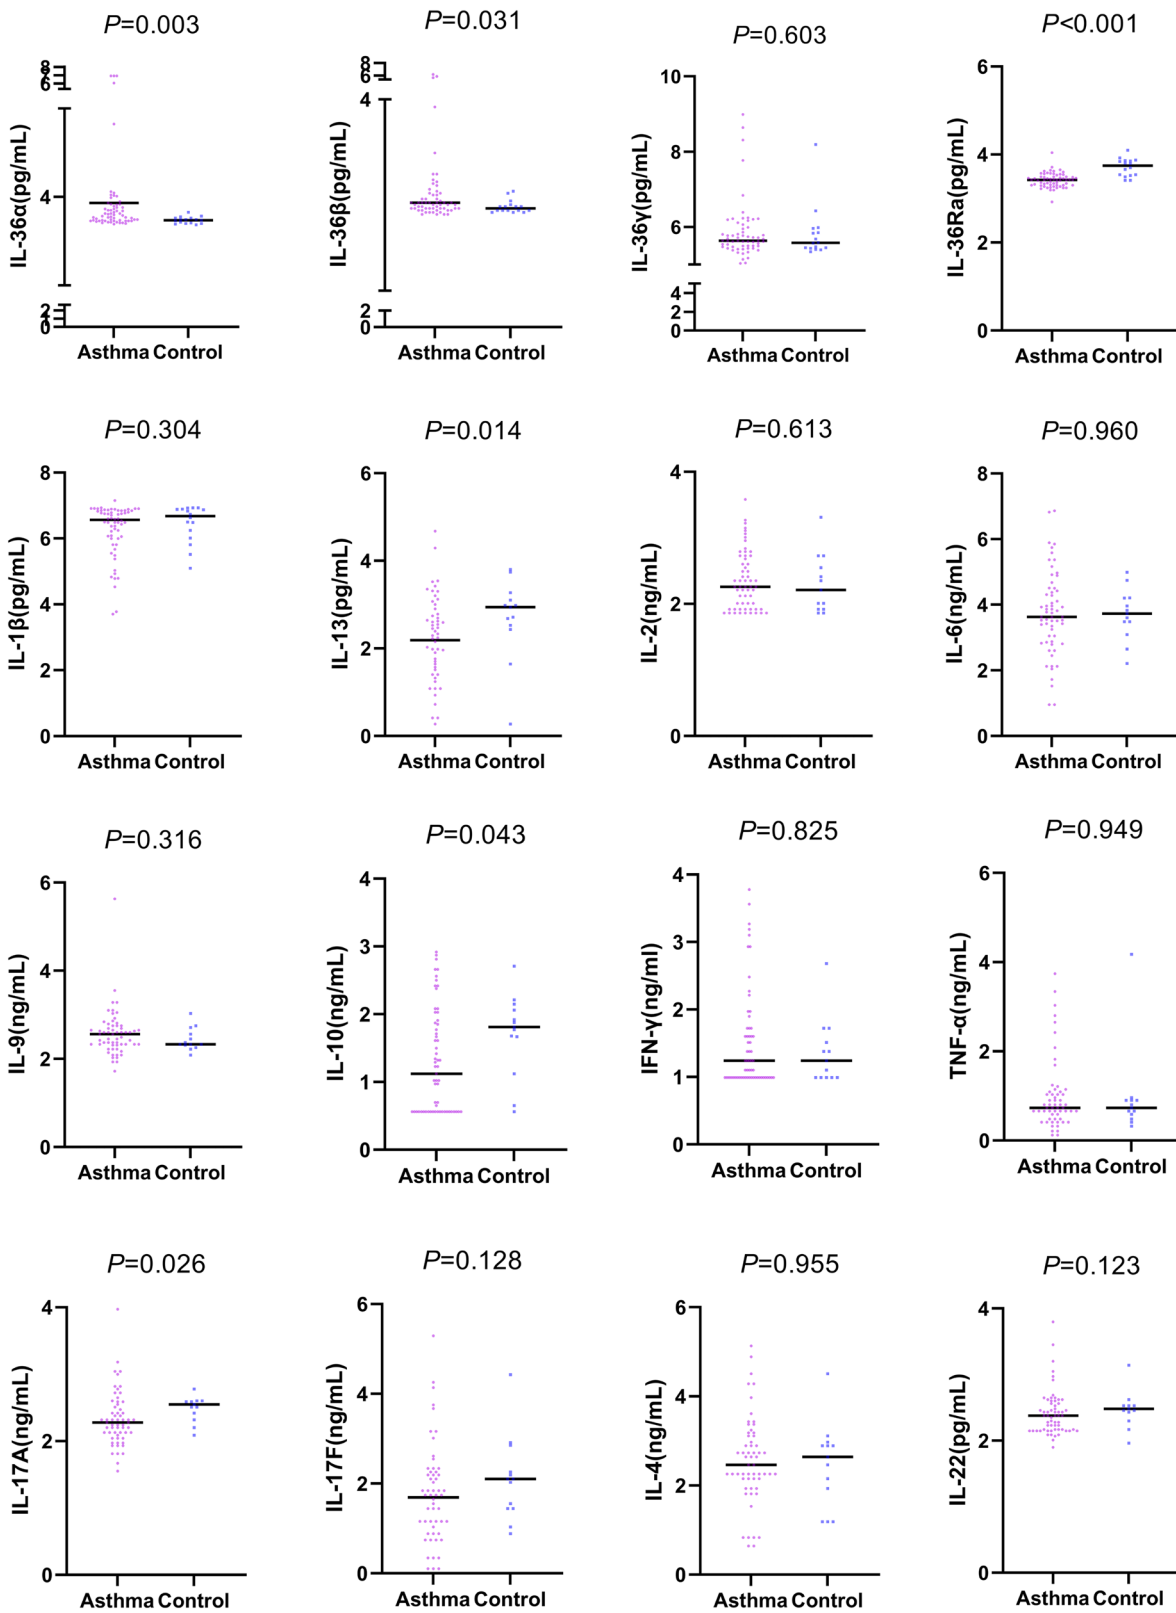 P=0.003
P=0.031
P=0.603
P<0.001
IL-36α(pg/mL)
8
7
6
4
2
1
0
Asthma Control
IL-36β(pg/mL)
8
6
4
2
0
Asthma Control
IL-36γ(pg/mL)
10
8
6
4
2
0
Asthma Control
IL-36Ra(pg/mL)
6
4
2
0
Asthma Control
P=0.304
P=0.014
P=0.613
P=0.960
IL-1β(pg/mL)
8
6
4
2
0
Asthma Control
IL-13(pg/mL)
6
4
2
0
Asthma Control
IL-2(ng/mL)
4
2
0
Asthma Control
IL-6(ng/mL)
8
6
4
2
0
Asthma Control
P=0.316
P=0.043
P=0.825
P=0.949
IL-9(ng/mL)
6
4
2
0
Asthma Control
IL-10(ng/mL)
4
3
2
1
0
Asthma Control
IFN-γ(ng/ml)
4
3
2
1
0
Asthma Control
TNF-α(ng/mL)
6
4
2
0
Asthma Control
P=0.026
P=0.128
P=0.955
P=0.123
IL-17A(ng/mL)
4
2
0
Asthma Control
IL-17F(ng/mL)
6
4
2
0
Asthma Control
IL-4(ng/mL)
6
4
2
0
Asthma Control
IL-22(pg/mL)
4
2
0
Asthma Control